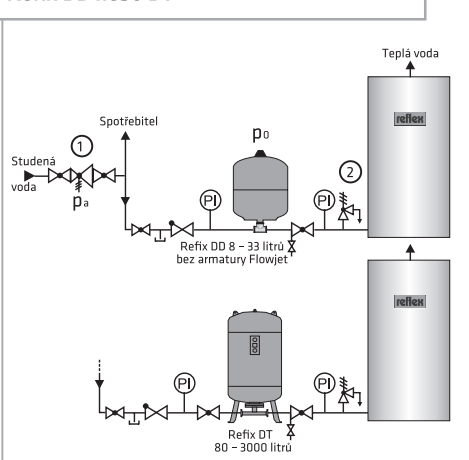 Teplá voda
reflex
Spotřebitel
1
p0
2
Studená
voda
pa
PI
PI
Refix DD 8 – 33 litrů
bez armatury Flowjet
reflex
PI
PI
Refix DT
80 – 3000 litrů